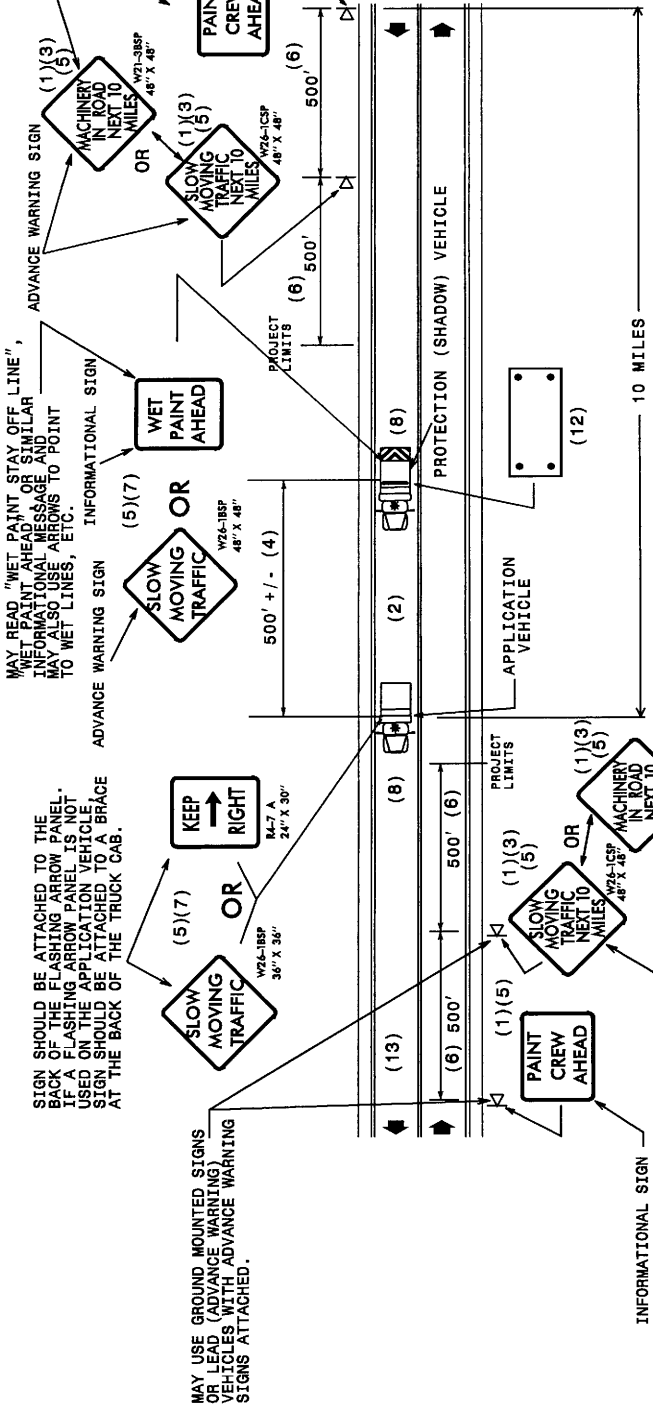 MAY READ "WET PAINT STAY OFF LINE",
"WET PAINT AHEAD", OR SIMILAR
INFORMATIONAL MESSAGE AND
MAY ALSO USE ARROWS TO POINT
TO WET LINES, ETC.
SIGN SHOULD BE ATTACHED TO THE
BACK OF THE FLASHING ARROW PANEL.
IF A FLASHING ARROW PANEL IS NOT
USED ON THE APPLICATION VEHICLE,
SIGN SHOULD BE ATTACHED TO A BRACE
AT THE BACK OF THE TRUCK CAB.
MAY USE GROUND MOUNTED SIGNS
OR LEAD (ADVANCE WARNING)
VEHICLES WITH ADVANCE WARNING
SIGNS ATTACHED.
SLOW
MOVING
TRAFFIC
W26-1BSP
36" X 36"
(5)(7)
OR
KEEP
RIGHT
R4-7 A
24" X 30"
ADVANCE WARNING SIGN
SLOW
MOVING
TRAFFIC
W26-1BSP
48" X 48"
(5)(7)
OR
INFORMATIONAL SIGN
WET
PAINT
AHEAD
ADVANCE WARNING SIGN
MACHINERY
IN ROAD
NEXT 10
MILES
(1)(3)
(5)
W21-3BSP
48" X 48"
OR
SLOW
MOVING
TRAFFIC
NEXT 10
MILES
(1)(3)
(5)
W26-1CSP
48" X 48"
CREW
500' +/- (4)
PROJECT
LIMITS
(6) 500'
500' (6)
(13)
(8)
(2)
(8)
PROTECTION (SHADOW) VEHICLE
APPLICATION
VEHICLE
(12)
10 MILES
(6) 500'
500' (6)
PROJECT
LIMITS
(1)(5)
PAINT
CREW
AHEAD
INFORMATIONAL SIGN
(1)(3)
(5)
SLOW
MOVING
TRAFFIC
NEXT 10
MILES
W26-1CSP
48" X 48"
OR
(1)(3)
(5)
MACHINERY
IN ROAD
NEXT 10